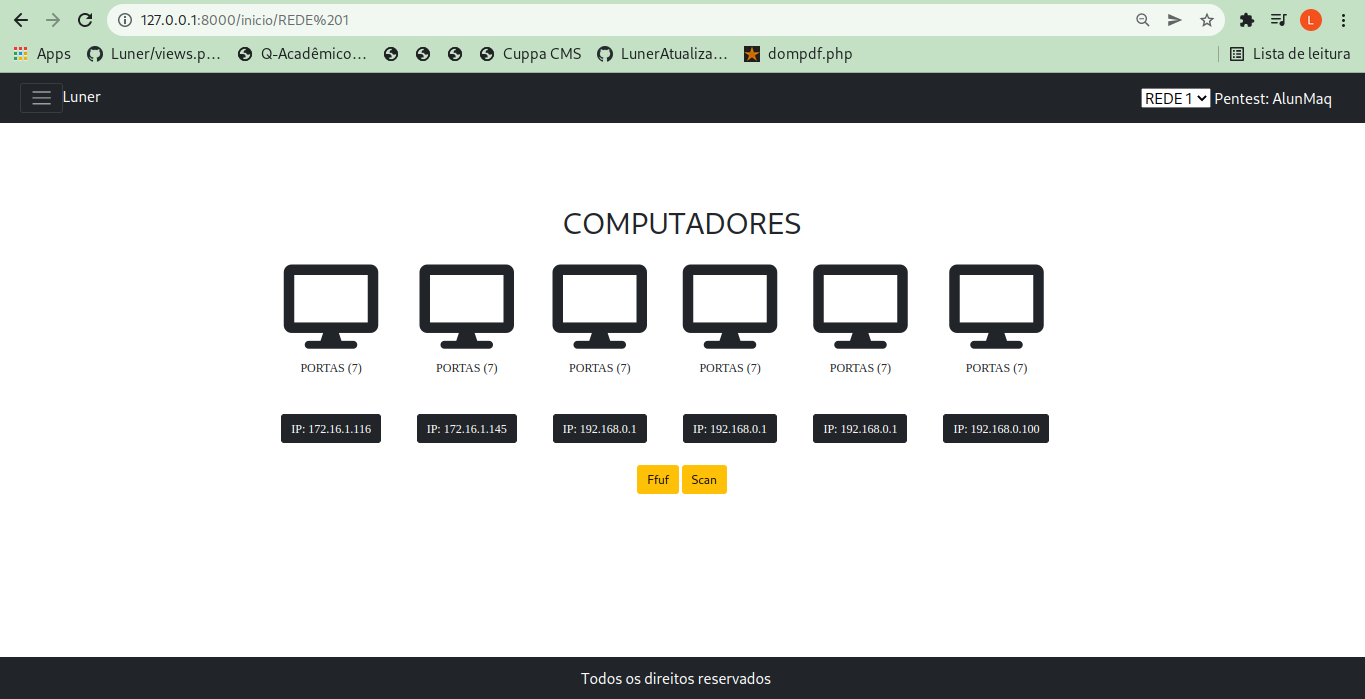 127.0.0.1:8000/inicio/REDE%201
L
Apps Luner/views.p... Q-Acadêmico... Cuppa CMS LunerAtualiza... dompdf.php Lista de leitura
Luner REDE 1 Pentest: AlunMaq
COMPUTADORES
PORTAS (7) PORTAS (7) PORTAS (7) PORTAS (7) PORTAS (7) PORTAS (7)
IP: 172.16.1.116 IP: 172.16.1.145 IP: 192.168.0.1 IP: 192.168.0.1 IP: 192.168.0.1 IP: 192.168.0.100
Ffuf Scan
Todos os direitos reservados